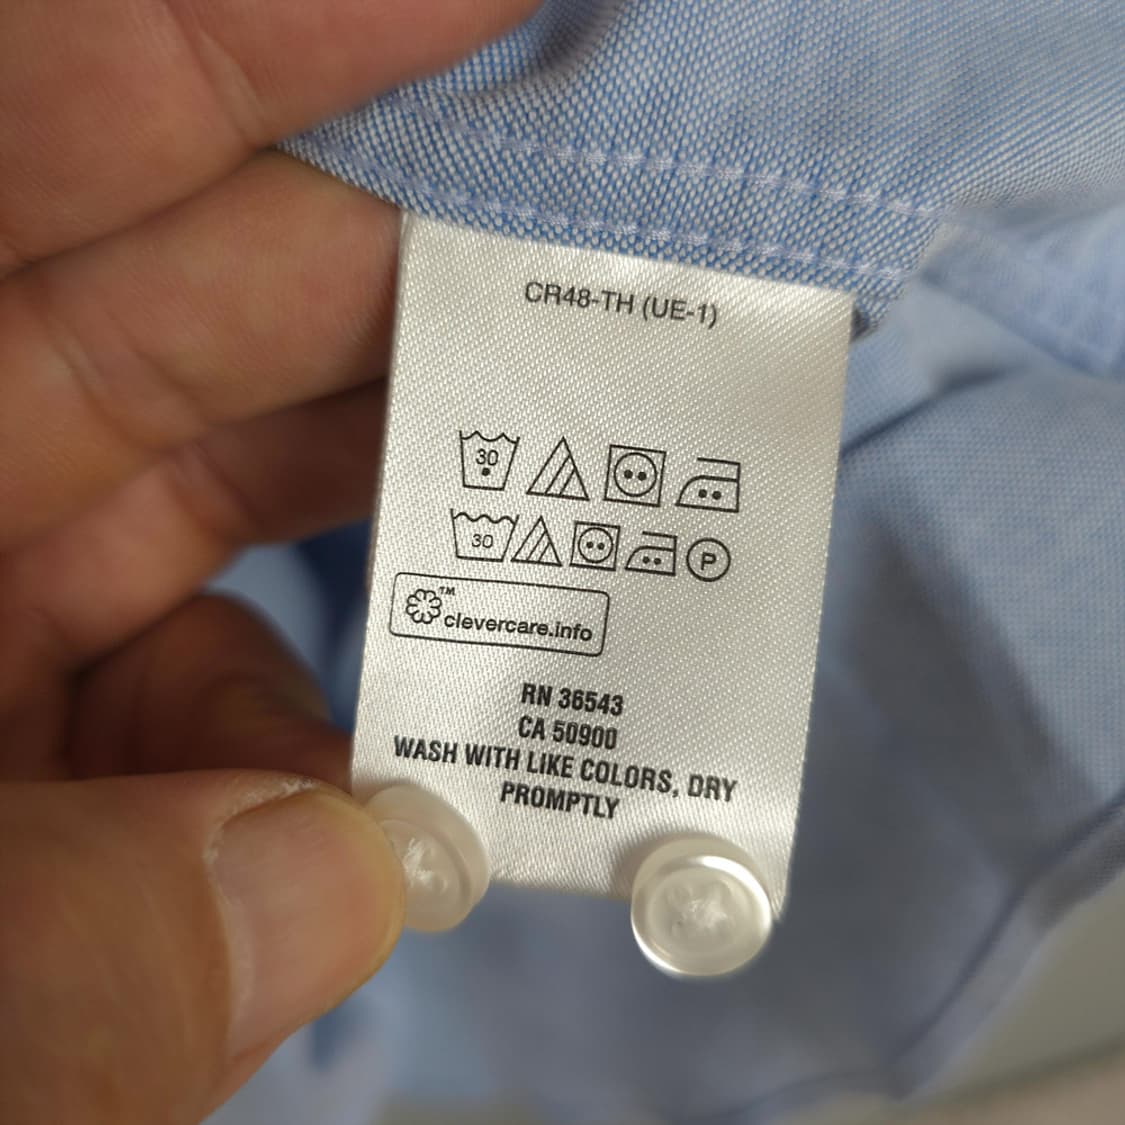 CR48-TH (UE-1)
30
30
P
™
clevercare.info
RN 36543
CA 50900
WASH WITH LIKE COLORS, DRY
PROMPTLY